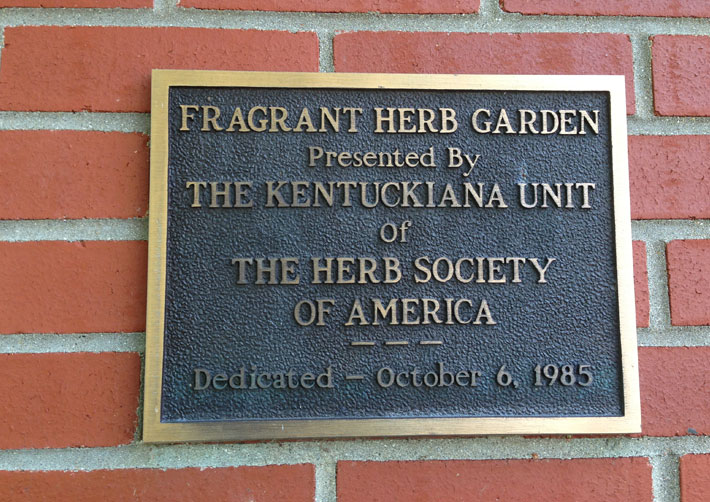 FRAGRANT HERB GARDEN
Presented By
THE KENTUCKIANA UNIT
Of
THE HERB SOCIETY
OF AMERICA
— — —
Dedicated — October 6, 1985